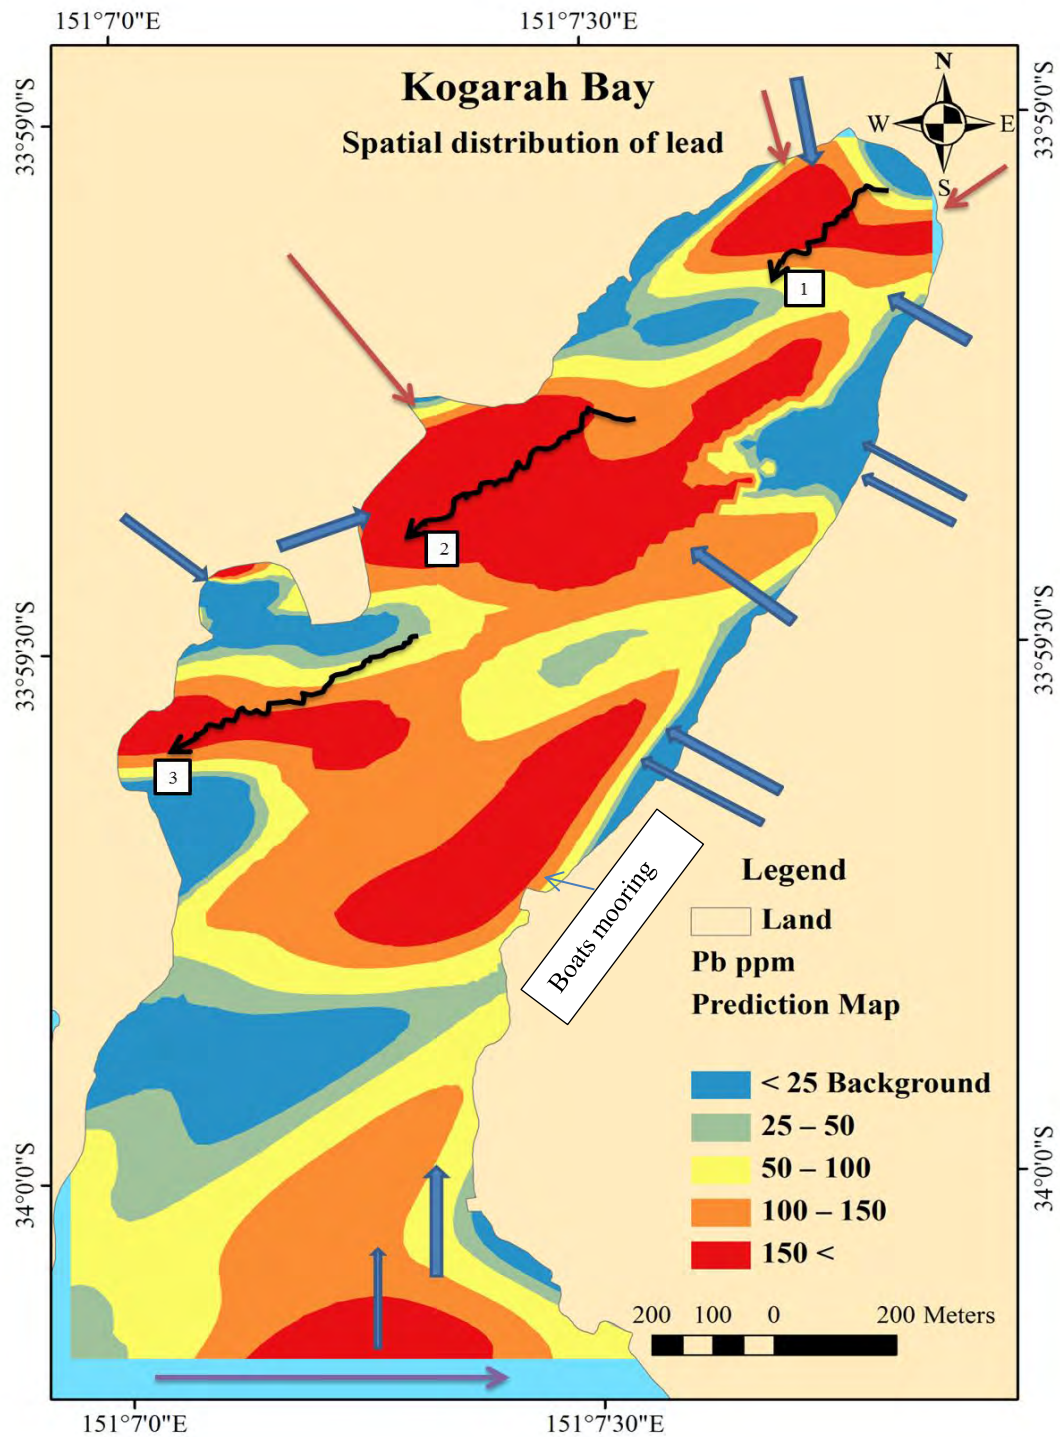 151°7'0"E
151°7'30"E
Kogarah Bay
Spatial distribution of lead
N
W
E
S
33°59'0"S
33°59'0"S
1
2
33°59'30"S
33°59'30"S
3
Boats mooring
Legend
Land
Pb ppm
Prediction Map
< 25 Background
25 – 50
50 – 100
100 – 150
150 <
34°0'0"S
34°0'0"S
200 100 0 200 Meters
151°7'0"E
151°7'30"E